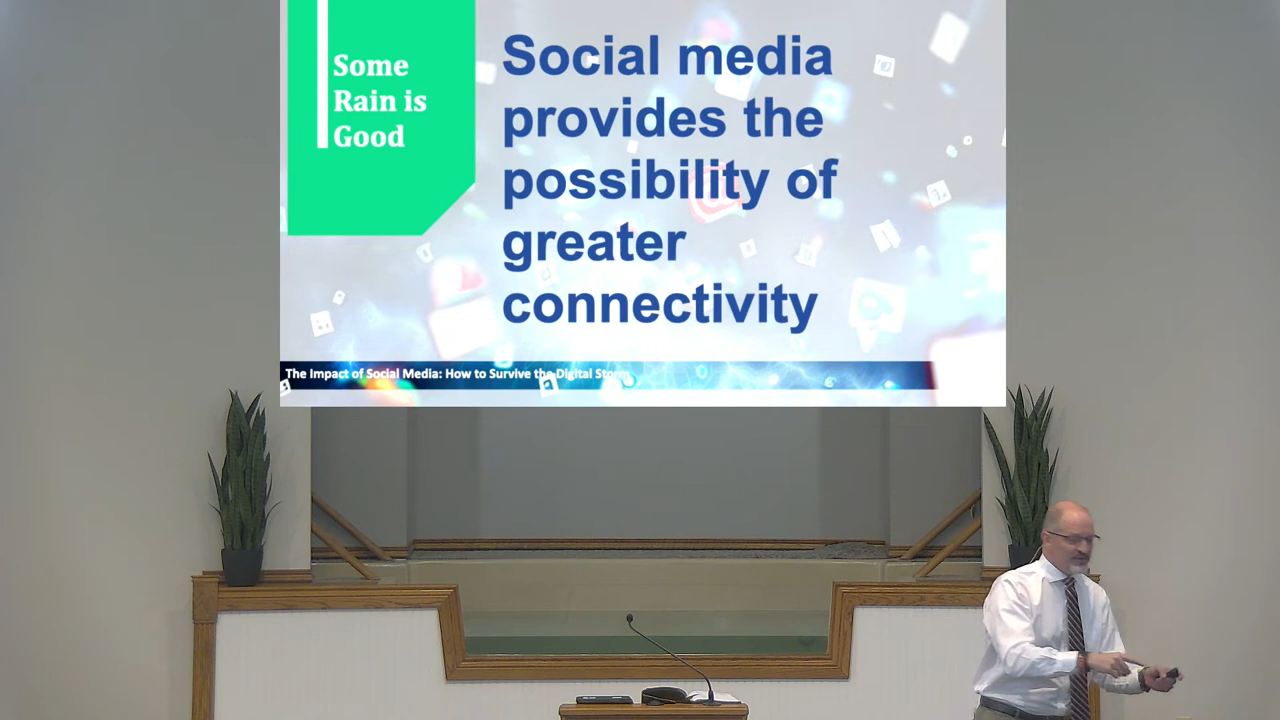 Some
Rain is
Good
Social media
provides the
possibility of
greater
connectivity
The Impact of Social Media: How to Survive the Digital Storm